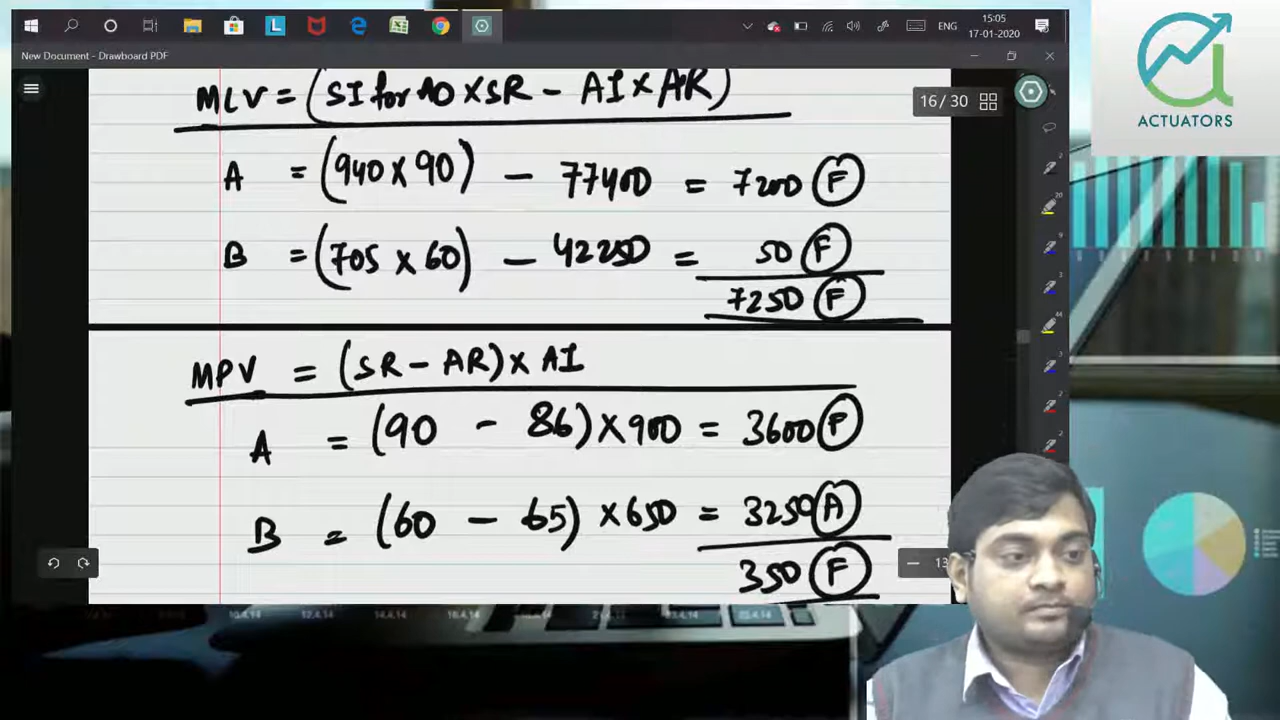 15:05
ENG
17-01-2020
New Document - Drawboard PDF
16 / 30
ACTUATORS
MLV = (SI for AO × SR - AI × AR)
A = (940 × 90) - 77400 = 7200 F
B = (705 × 60) - 42250 = 50 F
7250 F
MPV = (SR - AR) × AI
A = (90 - 86) × 900 = 3600 F
B = (60 - 65) × 650 = 3250 A
350 F